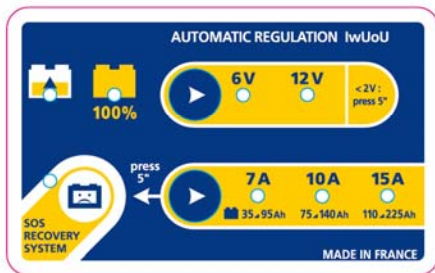 AUTOMATIC REGULATION IwUoU
6V 12V
< 2V :
press 5"
100%
press
5"
7A 10A 15A
35⊿95Ah 75⊿140Ah 110⊿225Ah
SOS
RECOVERY
SYSTEM
MADE IN FRANCE